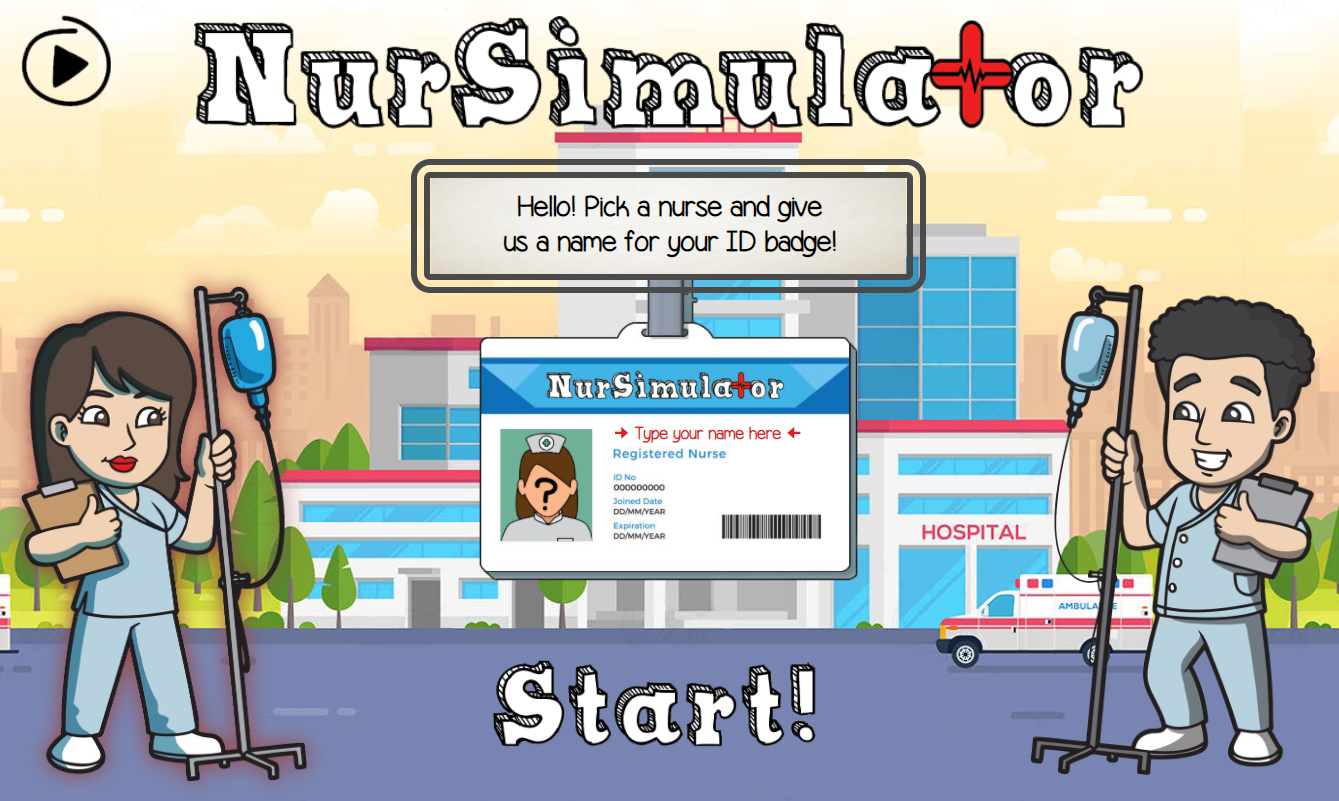 NurSimulator
Hello! Pick a nurse and give
us a name for your ID badge!
NurSimulator
Type your name here
Registered Nurse
ID No
000000000
Joined Date
DD/MM/YEAR
Expiration
DD/MM/YEAR
?
HOSPITAL
AMBULANCE
Start!